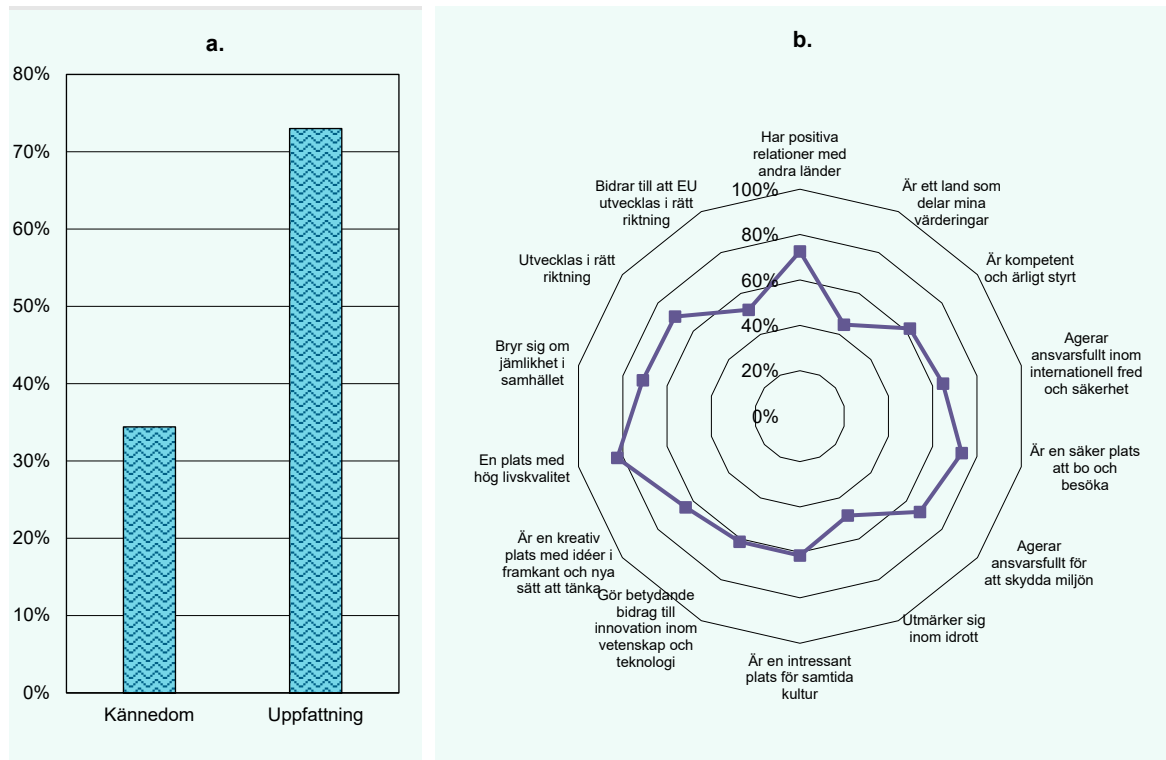 a.
80%
70%
60%
50%
40%
30%
20%
10%
0%
Kännedom
Uppfattning
b.
Har positiva
relationer med
andra länder
Är ett land som
delar mina
värderingar
Är kompetent
och ärligt styrt
Agerar
ansvarsfullt inom
internationell fred
och säkerhet
Är en säker plats
att bo och
besöka
Agerar
ansvarsfullt för
att skydda miljön
Utmärker sig
inom idrott
Är en intressant
plats för samtida
kultur
Gör betydande
bidrag till
innovation inom
vetenskap och
teknologi
Är en kreativ
plats med idéer i
framkant och nya
sätt att tänka
En plats med
hög livskvalitet
Bryr sig om
jämlikhet i
samhället
Utvecklas i rätt
riktning
Bidrar till att EU
utvecklas i rätt
riktning
100%
80%
60%
40%
20%
0%